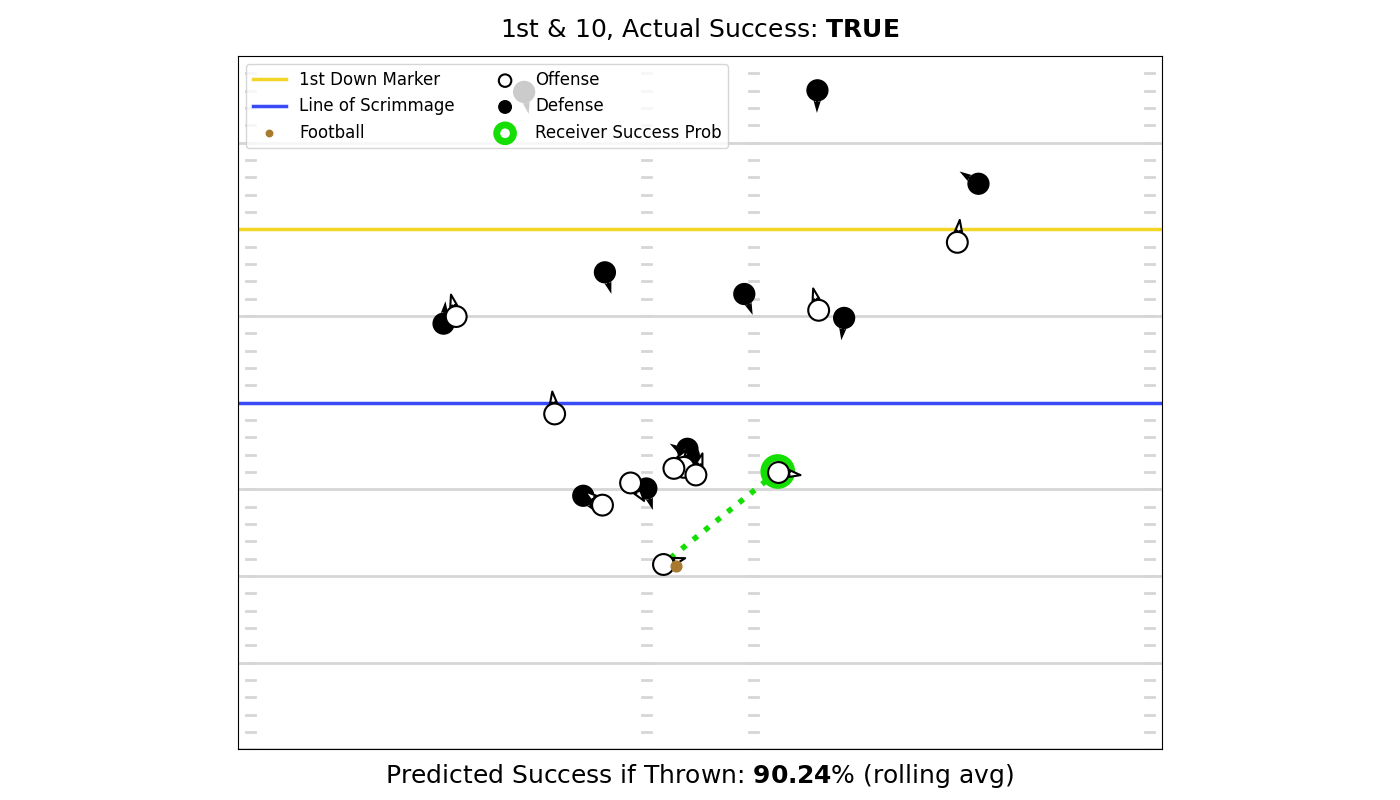 1st & 10, Actual Success: TRUE
1st Down Marker
Line of Scrimmage
Football
Offense
Defense
Receiver Success Prob
Predicted Success if Thrown: 90.24% (rolling avg)